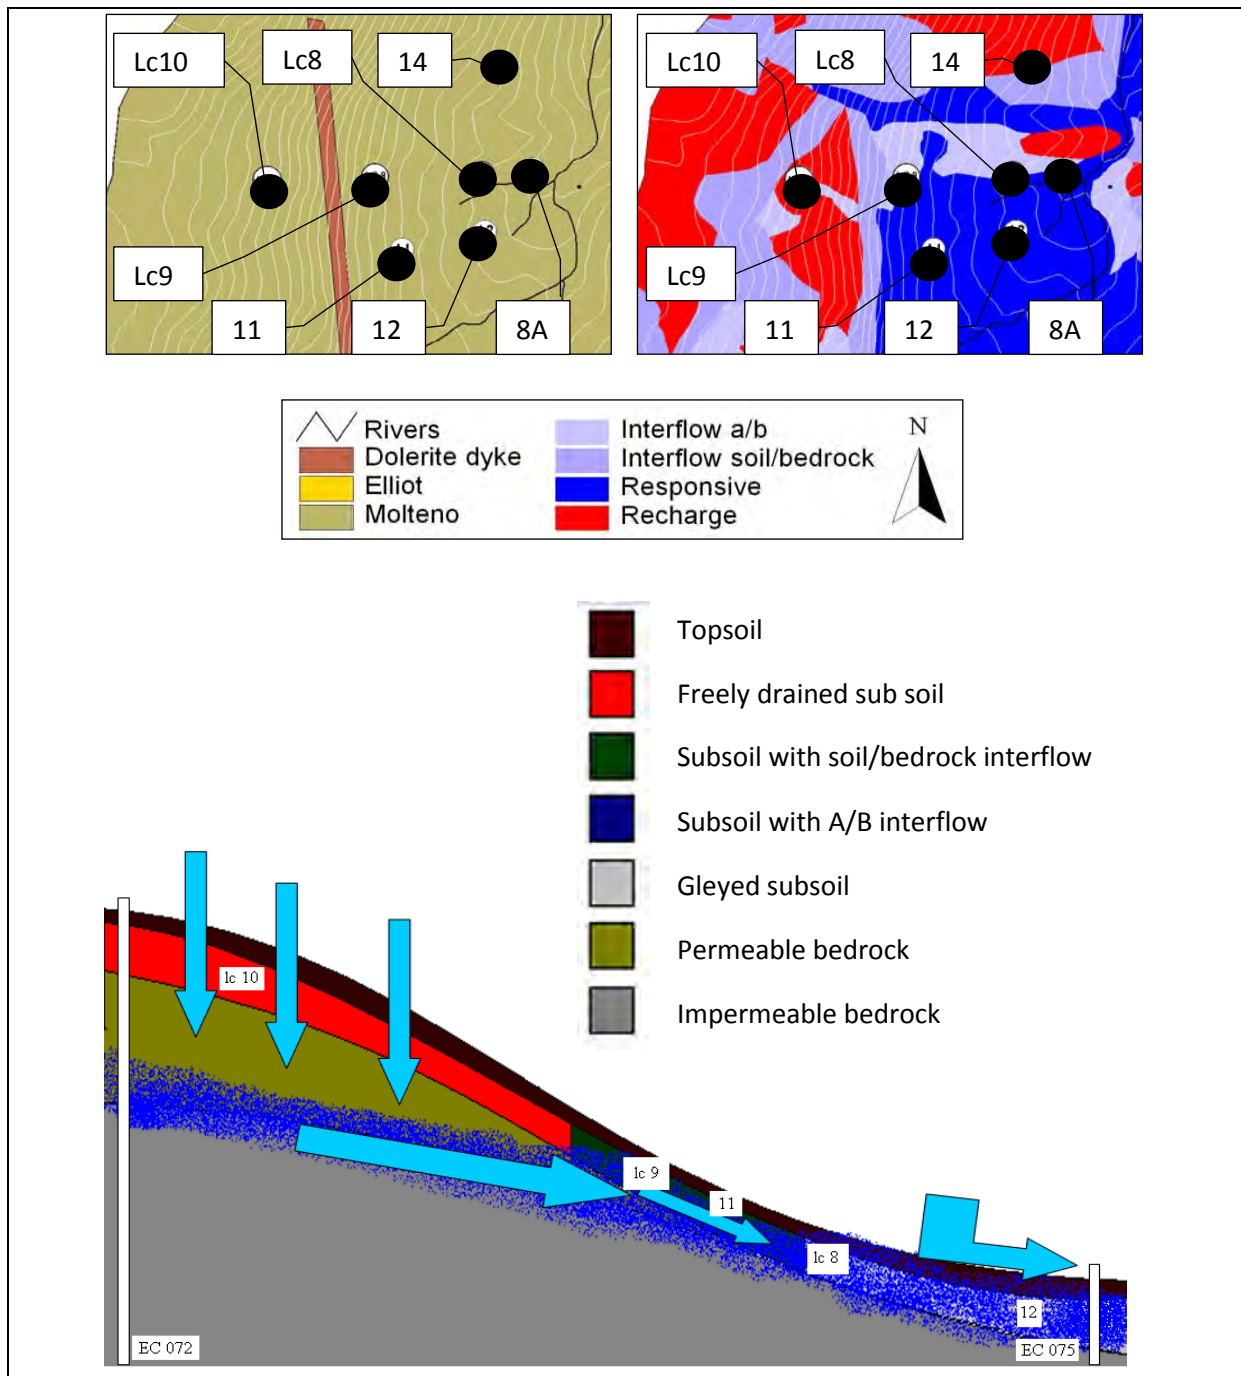 Lc10
Lc8
14
Lc9
11
12
8A
Lc10
Lc8
14
Lc9
11
12
8A
Rivers
Dolerite dyke
Elliot
Molteno
Interflow a/b
Interflow soil/bedrock
Responsive
Recharge
N
Topsoil
Freely drained sub soil
Subsoil with soil/bedrock interflow
Subsoil with A/B interflow
Gleyed subsoil
Permeable bedrock
Impermeable bedrock
lc 10
lc 9
11
lc 8
12
EC 072
EC 075